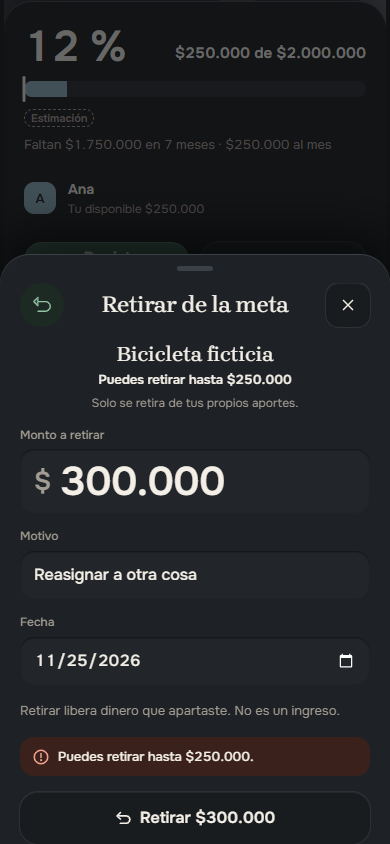 12 %
$250.000 de $2.000.000
Estimación
Faltan $1.750.000 en 7 meses · $250.000 al mes
A
Ana
Tu disponible $250.000
Retirar de la meta
Bicicleta ficticia
Puedes retirar hasta $250.000
Solo se retira de tus propios aportes.
Monto a retirar
$ 300.000
Motivo
Reasignar a otra cosa
Fecha
11/25/2026
Retirar libera dinero que apartaste. No es un ingreso.
Puedes retirar hasta $250.000.
Retirar $300.000